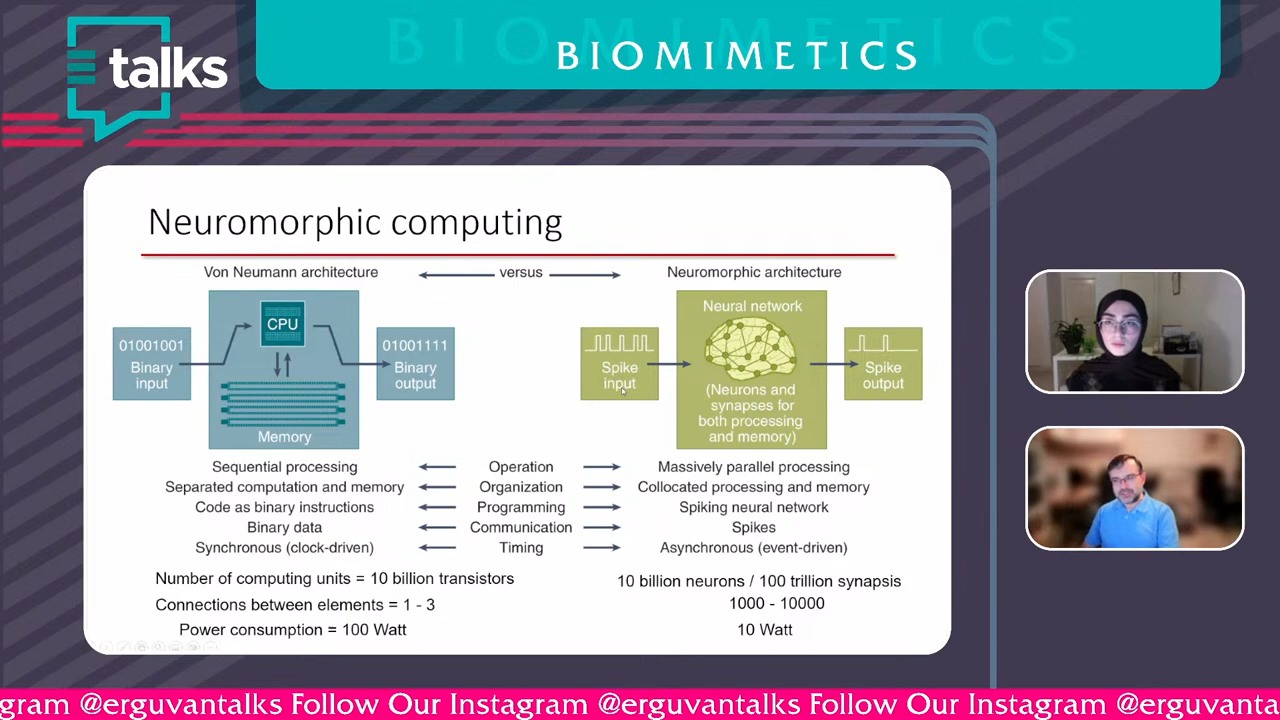 talks
BIOMIMETICS
BIOMIMETICS
Neuromorphic computing
Von Neumann architecture versus Neuromorphic architecture
CPU
01001001
Binary
input
01001111
Binary
output
Memory
Neural network
Spike
input
(Neurons and
synapses for
both processing
and memory)
Spike
output
Sequential processing Operation Massively parallel processing
Separated computation and memory Organization Collocated processing and memory
Code as binary instructions Programming Spiking neural network
Binary data Communication Spikes
Synchronous (clock-driven) Timing Asynchronous (event-driven)
Number of computing units = 10 billion transistors 10 billion neurons / 100 trillion synapsis
Connections between elements = 1 - 3 1000 - 10000
Power consumption = 100 Watt 10 Watt
gram @erguvantalks Follow Our Instagram @erguvantalks Follow Our Instagram @erguvanta